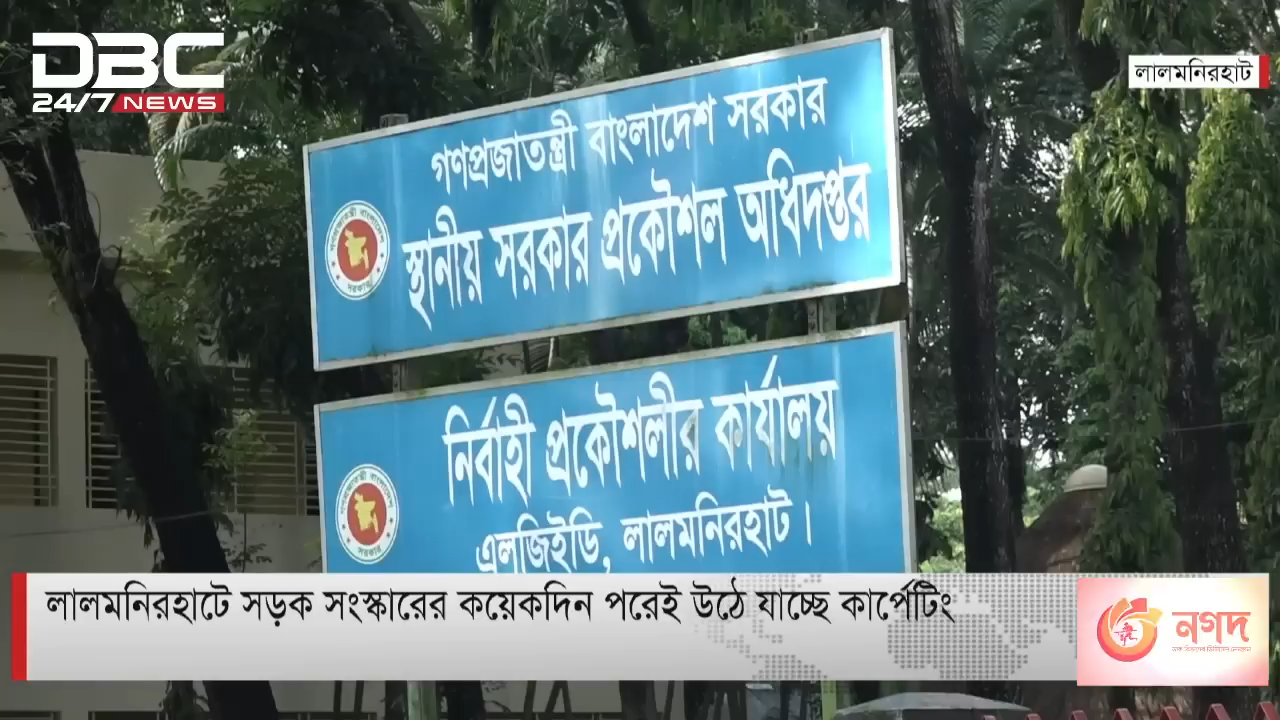 DBC
24/7 NEWS
লালমনিরহাট
গণপ্রজাতন্ত্রী বাংলাদেশ সরকার
স্থানীয় সরকার প্রকৌশল অধিদপ্তর
নির্বাহী প্রকৌশলীর কার্যালয়
এলজিইডি, লালমনিরহাট।
লালমনিরহাটে সড়ক সংস্কারের কয়েকদিন পরেই উঠে যাচ্ছে কার্পেটিং
নগদ